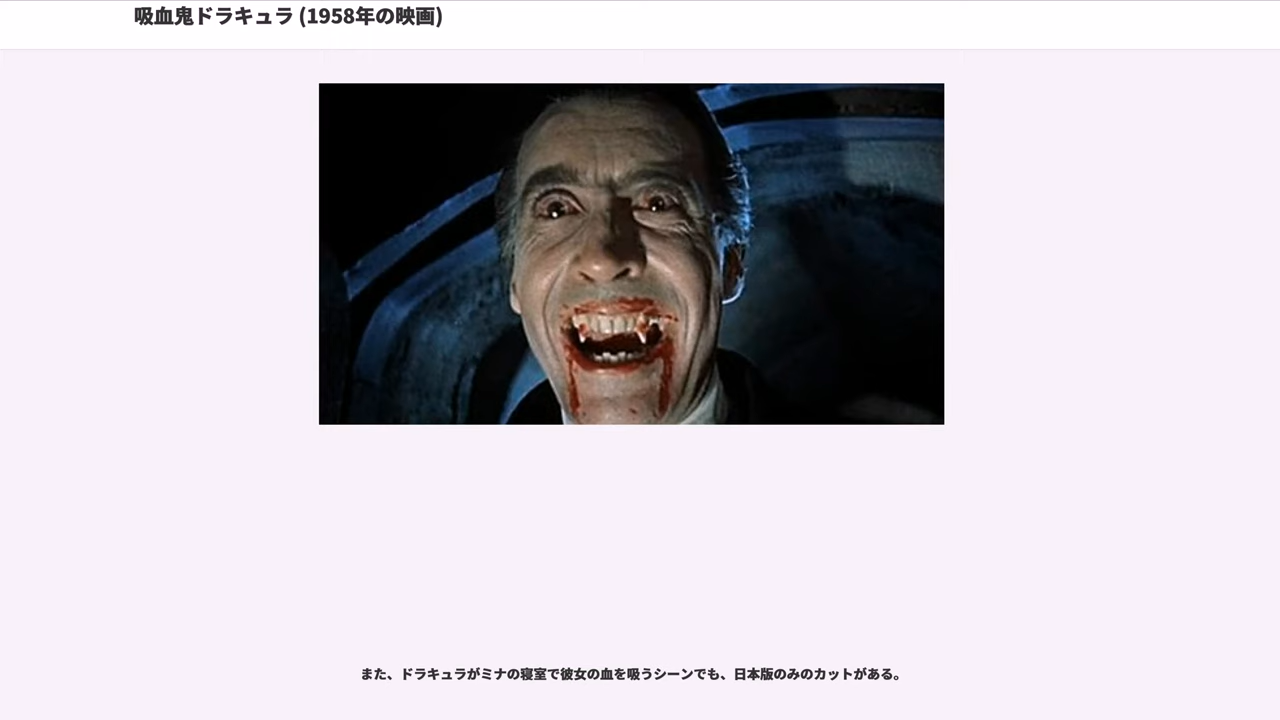 吸血鬼ドラキュラ (1958年の映画)
また、ドラキュラがミナの寝室で彼女の血を吸うシーンでも、日本版のみのカットがある。